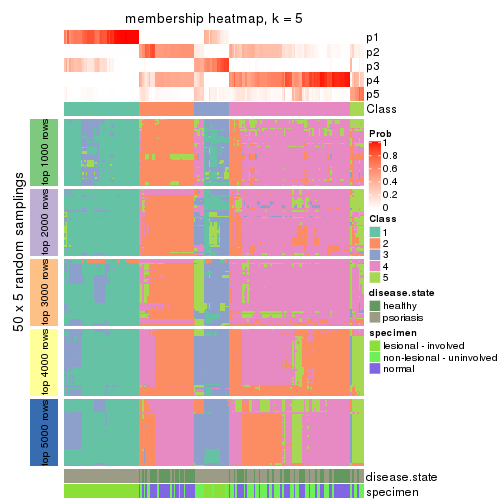 membership heatmap, k = 5
p1
p2
p3
p4
p5
Class
50 x 5 random samplings
top 1000 rows
top 2000 rows
top 3000 rows
top 4000 rows
top 5000 rows
disease.state
specimen
Prob
1
0.8
0.6
0.4
0.2
0
Class
1
2
3
4
5
disease.state
healthy
psoriasis
specimen
lesional - involved
non-lesional - uninvolved
normal